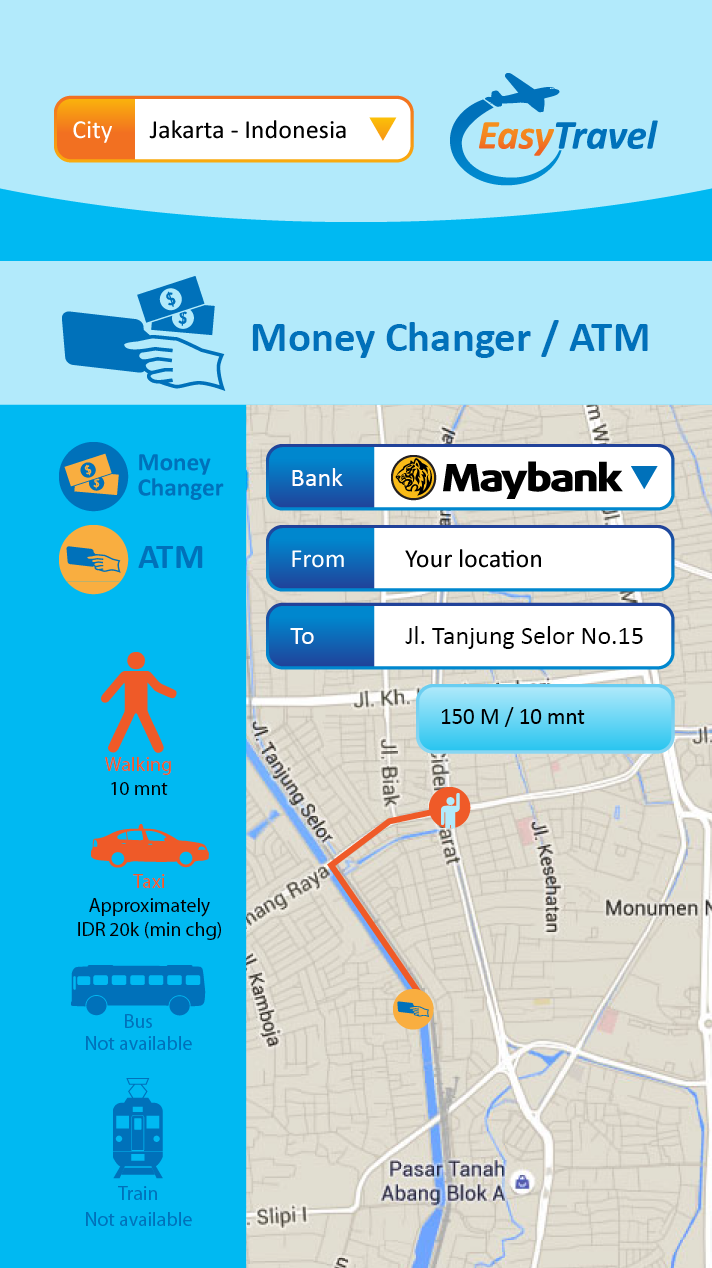 City
Jakarta - Indonesia
EasyTravel
$
$
Money Changer / ATM
$
$
Money
Changer
ATM
Bank
Maybank
From
Your location
To
Jl. Tanjung Selor No.15
150 M / 10 mnt
Walking
10 mnt
Taxi
Approximately
IDR 20k (min chg)
Bus
Not available
Train
Not available
Jl. Kh.
Jl.
Jl. Tanjung Selor
Jl. Biak
arat
Jl. Kesehatan
nang Raya
Monumen N
Jl. Kamboja
Pasar Tanah
Abang Blok A
Slipi I